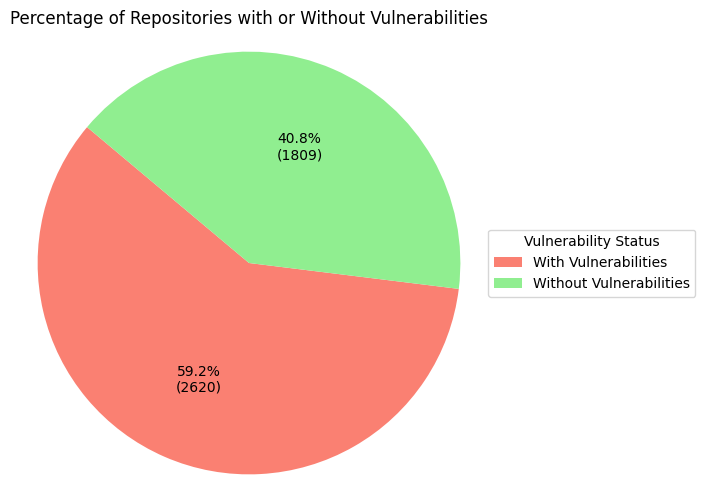 Percentage of Repositories with or Without Vulnerabilities
40.8%
(1809)
59.2%
(2620)
Vulnerability Status
With Vulnerabilities
Without Vulnerabilities